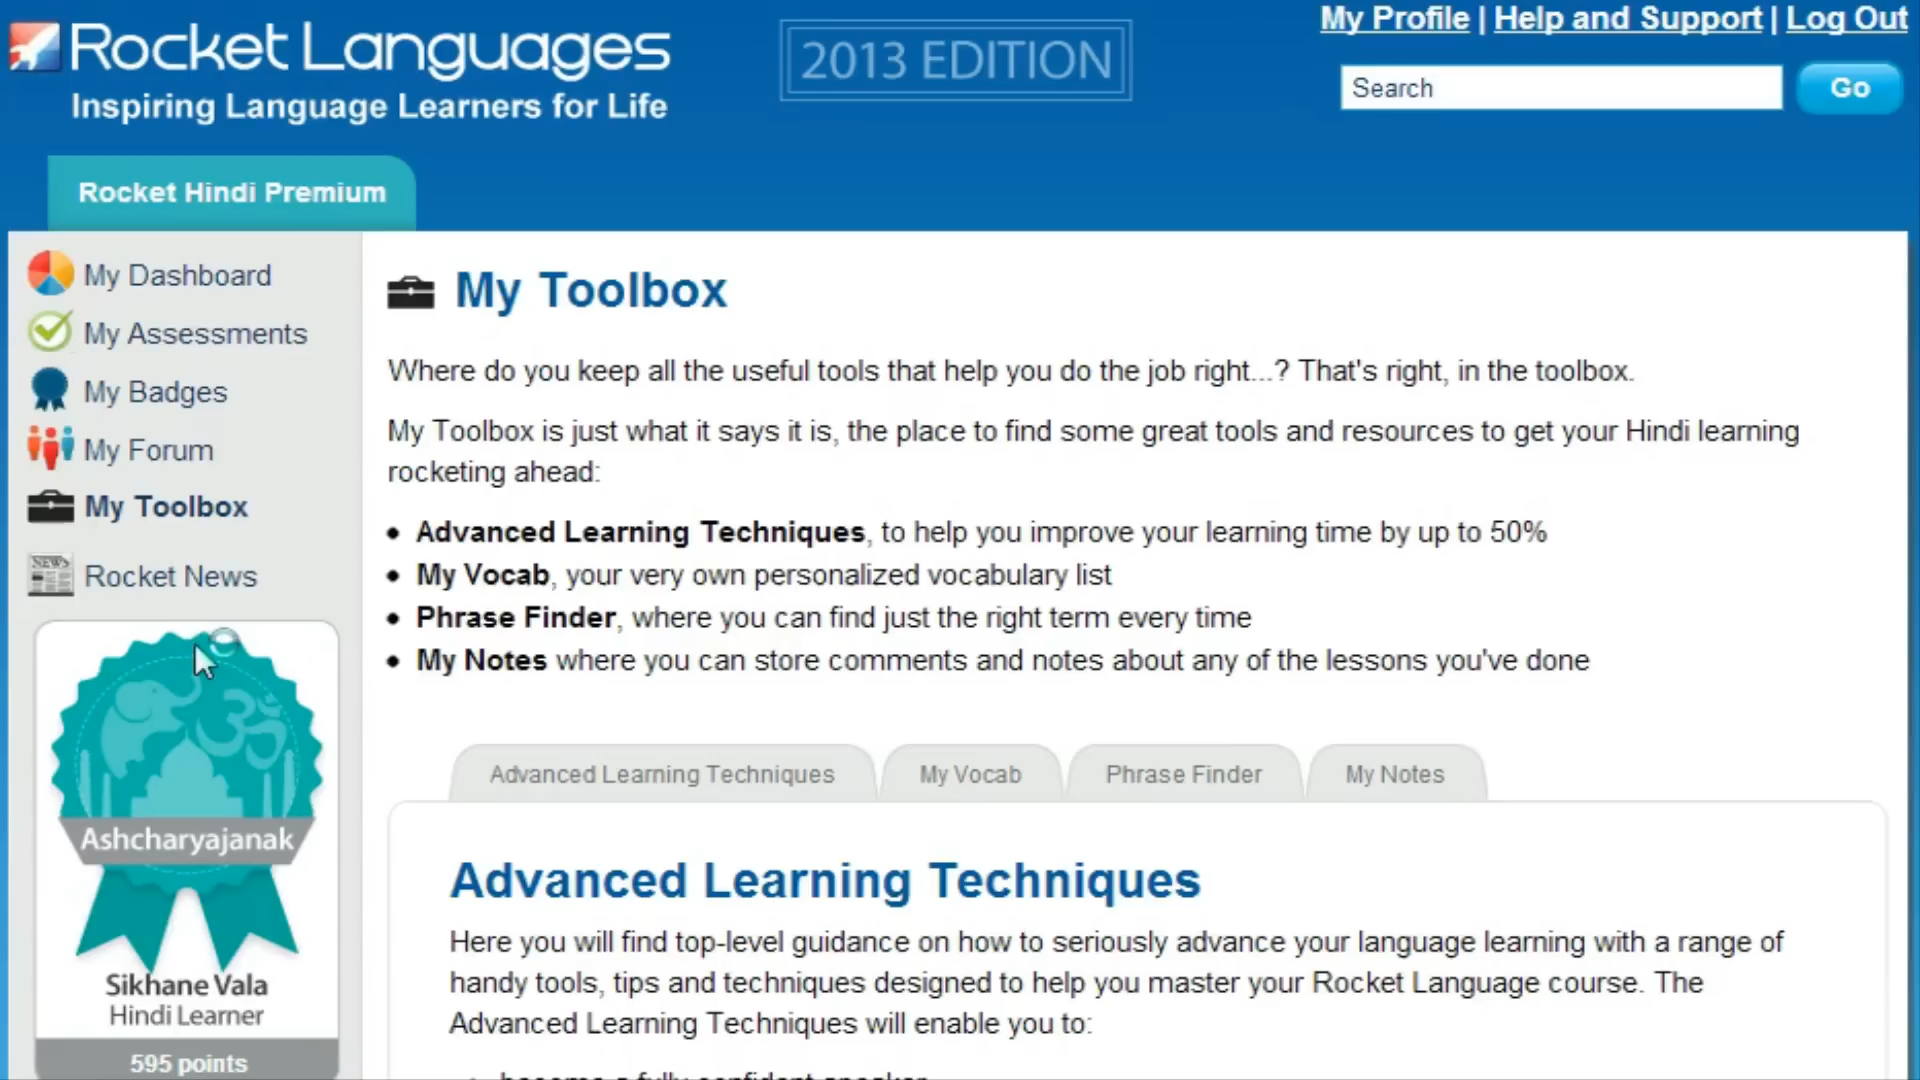 Rocket Languages
Inspiring Language Learners for Life
2013 EDITION
My Profile | Help and Support | Log Out
Search
Go
Rocket Hindi Premium
My Dashboard
My Assessments
My Badges
My Forum
My Toolbox
NEWS
Rocket News
Ashcharyajanak
Sikhane Vala
Hindi Learner
595 points
My Toolbox
Where do you keep all the useful tools that help you do the job right...? That's right, in the toolbox.
My Toolbox is just what it says it is, the place to find some great tools and resources to get your Hindi learning
rocketing ahead:
• Advanced Learning Techniques, to help you improve your learning time by up to 50%
• My Vocab, your very own personalized vocabulary list
• Phrase Finder, where you can find just the right term every time
• My Notes where you can store comments and notes about any of the lessons you've done
Advanced Learning Techniques
My Vocab
Phrase Finder
My Notes
Advanced Learning Techniques
Here you will find top-level guidance on how to seriously advance your language learning with a range of
handy tools, tips and techniques designed to help you master your Rocket Language course. The
Advanced Learning Techniques will enable you to:
become a fully confident speaker